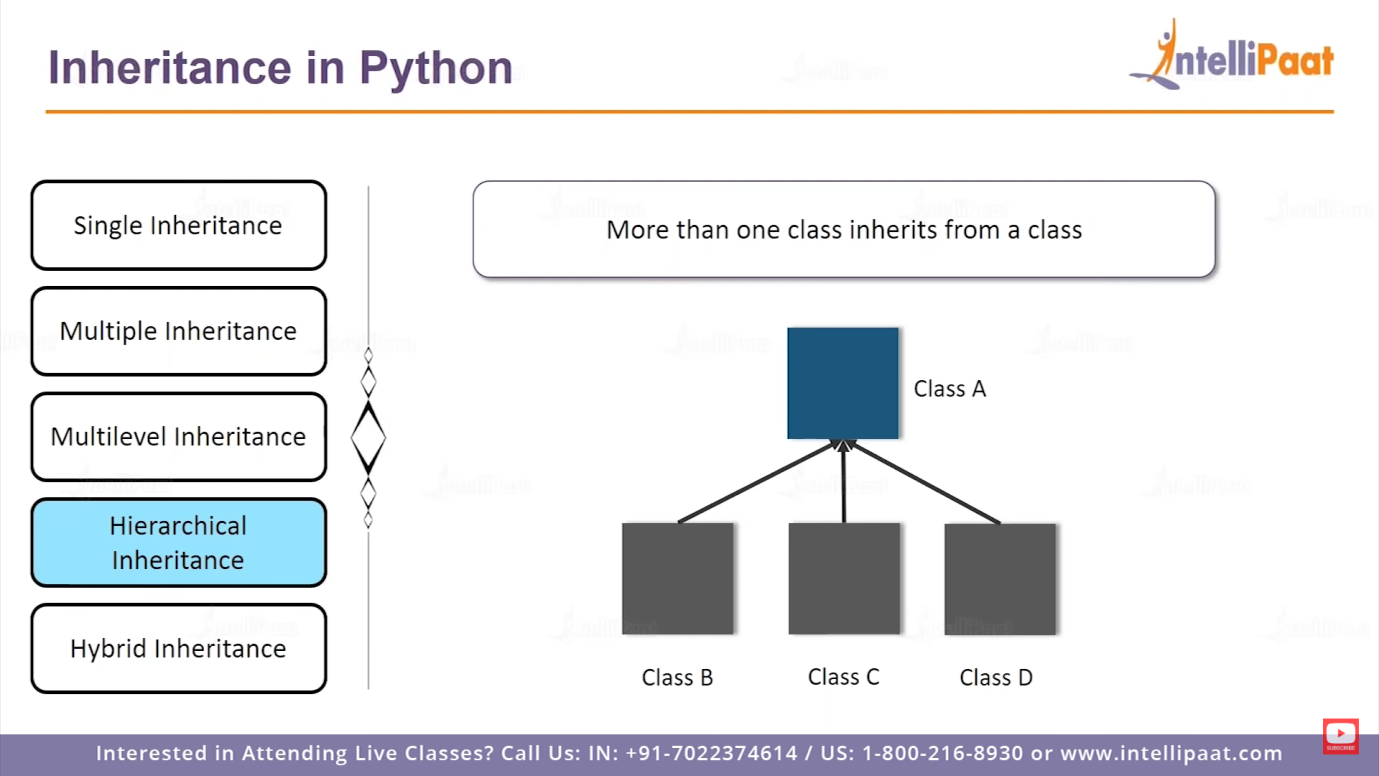 Inheritance in Python
IntelliPaat
Single Inheritance
Multiple Inheritance
Multilevel Inheritance
Hierarchical
Inheritance
Hybrid Inheritance
More than one class inherits from a class
Class A
Class B
Class C
Class D
SUBSCRIBE
Interested in Attending Live Classes? Call Us: IN: +91-7022374614 / US: 1-800-216-8930 or www.intellipaat.com